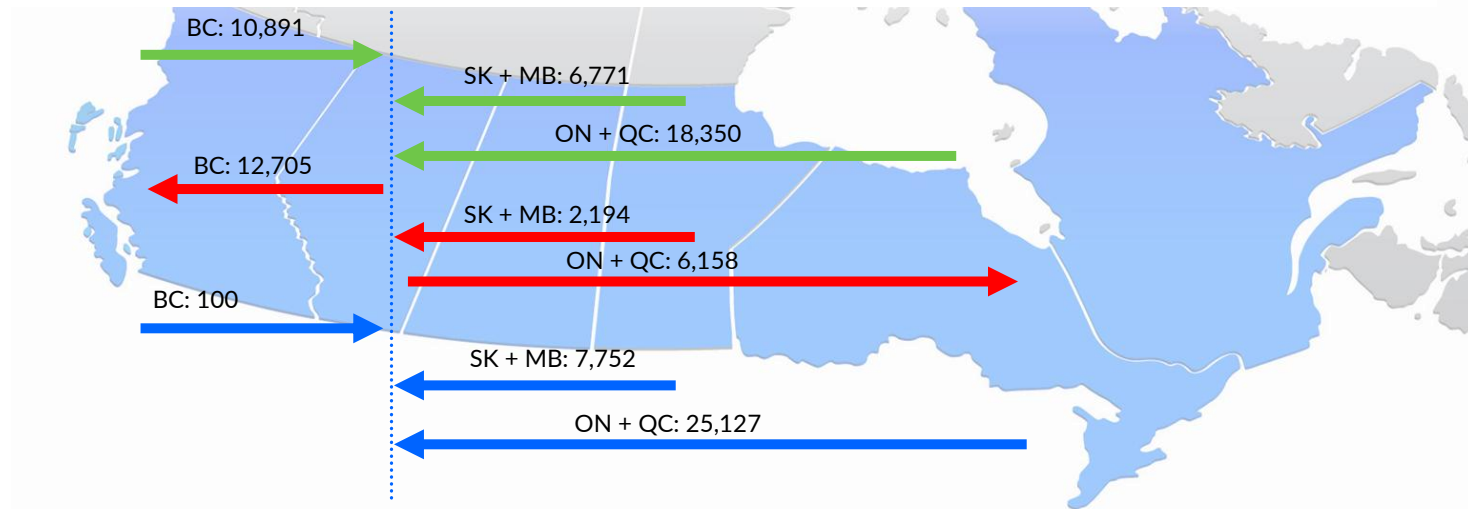 BC: 10,891
SK + MB: 6,771
ON + QC: 18,350
BC: 12,705
SK + MB: 2,194
ON + QC: 6,158
BC: 100
SK + MB: 7,752
ON + QC: 25,127